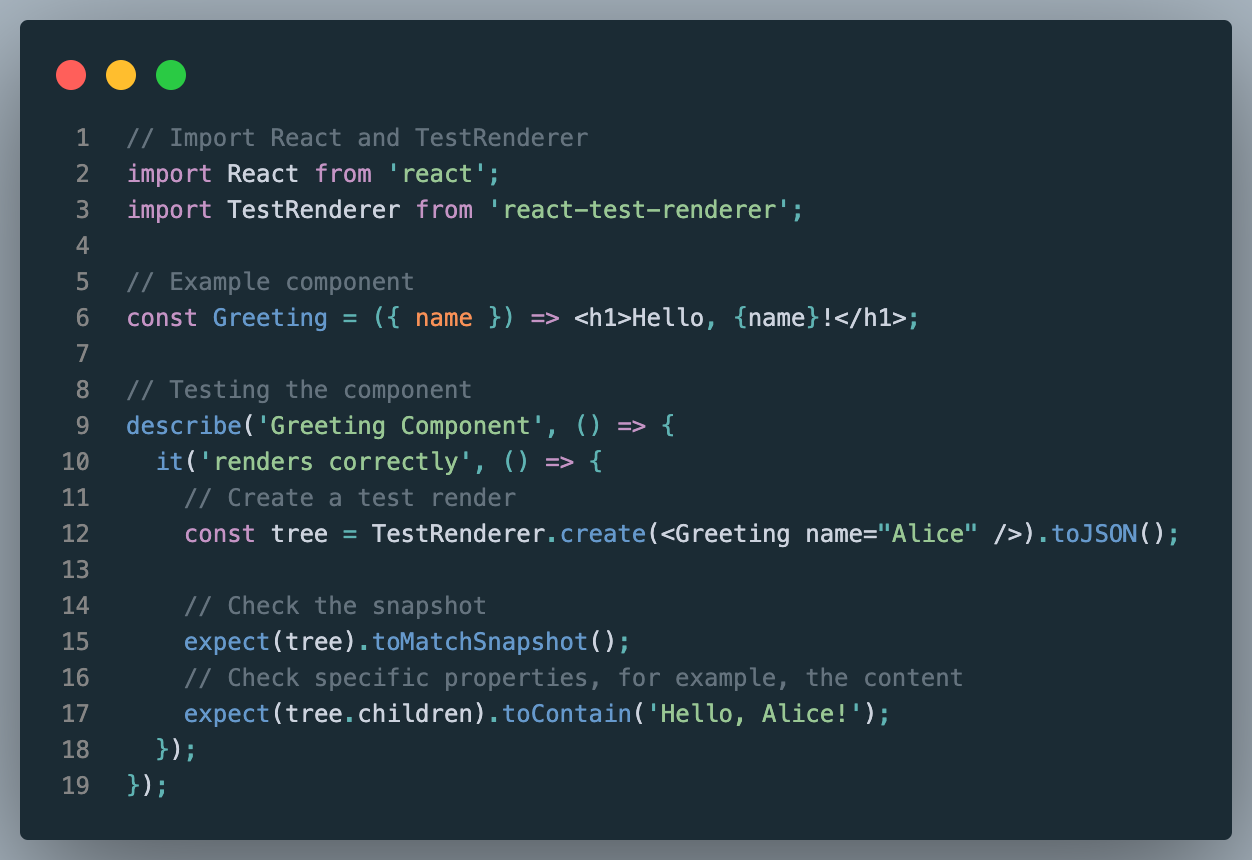 1 // Import React and TestRenderer
2 import React from 'react';
3 import TestRenderer from 'react-test-renderer';
4
5 // Example component
6 const Greeting = ({ name }) => <h1>Hello, {name}!</h1>;
7
8 // Testing the component
9 describe('Greeting Component', () => {
10   it('renders correctly', () => {
11     // Create a test render
12     const tree = TestRenderer.create(<Greeting name="Alice" />).toJSON();
13
14     // Check the snapshot
15     expect(tree).toMatchSnapshot();
16     // Check specific properties, for example, the content
17     expect(tree.children).toContain('Hello, Alice!');
18   });
19 });